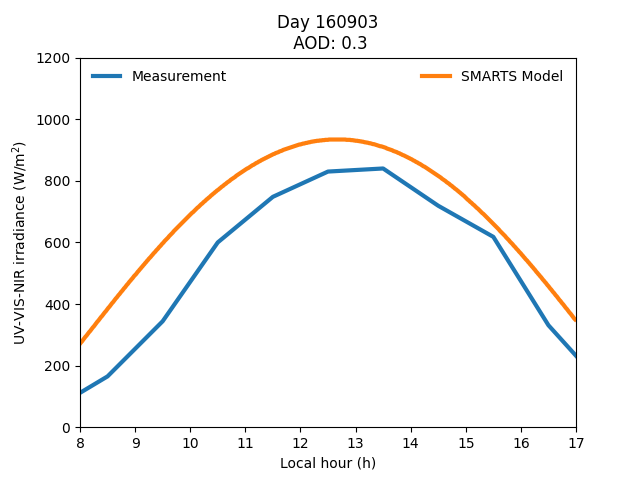 Day 160903
AOD: 0.3
Measurement
SMARTS Model
UV-VIS-NIR irradiance (W/m²)
1200
1000
800
600
400
200
0
8 9 10 11 12 13 14 15 16 17
Local hour (h)